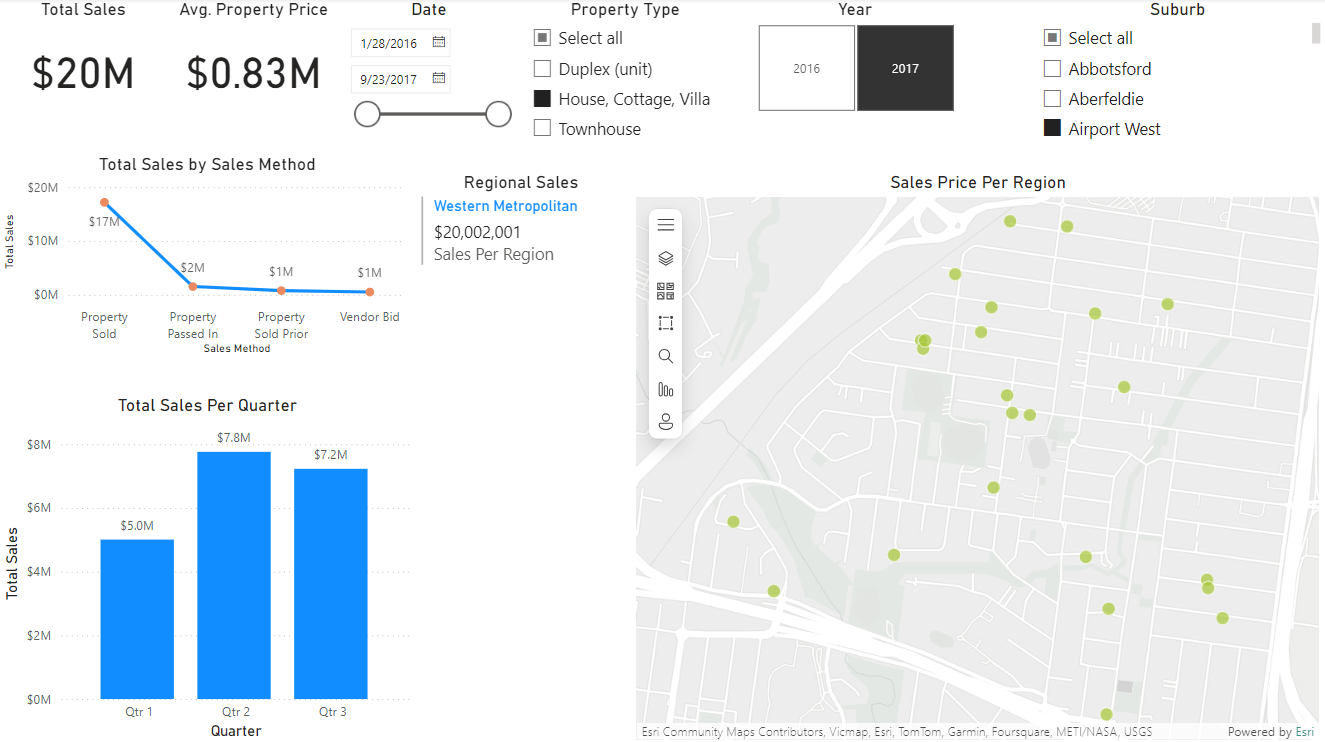 Total Sales
$20M
Avg. Property Price
$0.83M
Date
1/28/2016
9/23/2017
Property Type
Select all
Duplex (unit)
House, Cottage, Villa
Townhouse
Year
2016
2017
Suburb
Select all
Abbotsford
Aberfeldie
Airport West
Total Sales by Sales Method
Total Sales
$20M
$10M
$0M
$17M
$2M
$1M
$1M
Property
Sold
Property
Passed In
Property
Sold Prior
Vendor Bid
Sales Method
Regional Sales
Western Metropolitan
$20,002,001
Sales Per Region
Total Sales Per Quarter
Total Sales
$8M
$6M
$4M
$2M
$0M
$5.0M
$7.8M
$7.2M
Qtr 1
Qtr 2
Qtr 3
Quarter
Sales Price Per Region
Esri Community Maps Contributors, Vicmap, Esri, TomTom, Garmin, Foursquare, METI/NASA, USGS
Powered by Esri